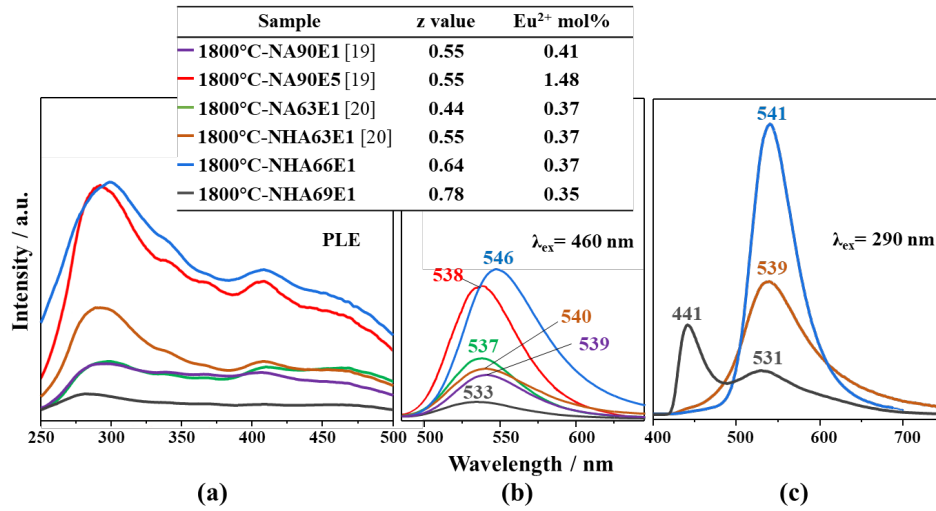 Sample z value Eu²⁺ mol%
1800°C-NA90E1 [19] 0.55 0.41
1800°C-NA90E5 [19] 0.55 1.48
1800°C-NA63E1 [20] 0.44 0.37
1800°C-NHA63E1 [20] 0.55 0.37
1800°C-NHA66E1 0.64 0.37
1800°C-NHA69E1 0.78 0.35
Intensity / a.u.
PLE
250 300 350 400 450 500
λex= 460 nm
546
538
540
537
539
533
500 550 600
λex= 290 nm
541
539
441
531
400 500 600 700
Wavelength / nm
(a) (b) (c)